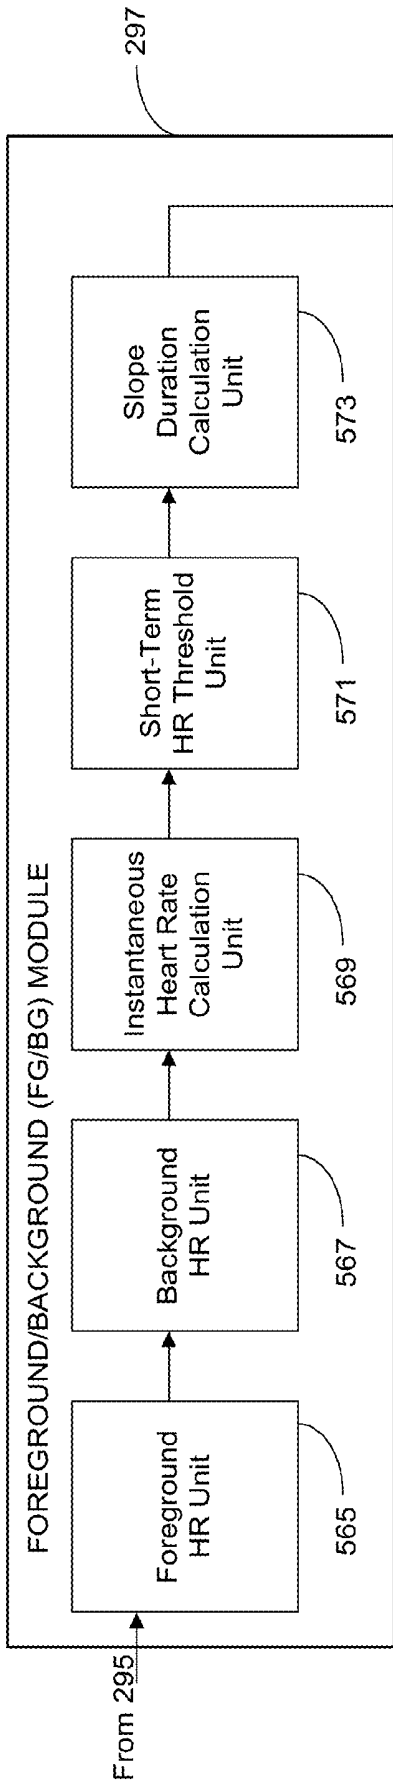 FOREGROUND/BACKGROUND (FG/BG) MODULE
297
From 295
Foreground
HR Unit
565
Background
HR Unit
567
Instantaneous
Heart Rate
Calculation
Unit
569
Short-Term
HR Threshold
Unit
571
Slope
Duration
Calculation
Unit
573